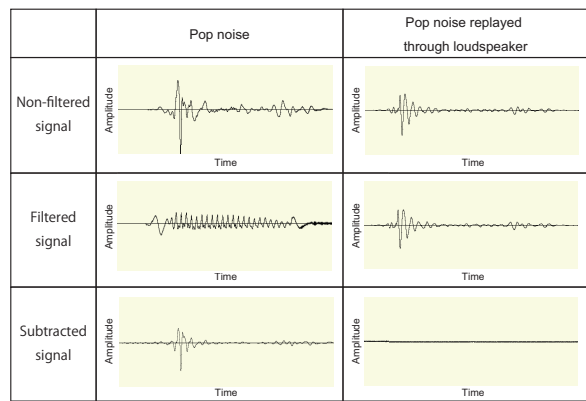 Pop noise
Pop noise replayed
through loudspeaker
Non-filtered
signal
Amplitude
Time
Amplitude
Time
Filtered
signal
Amplitude
Time
Amplitude
Time
Subtracted
signal
Amplitude
Time
Amplitude
Time